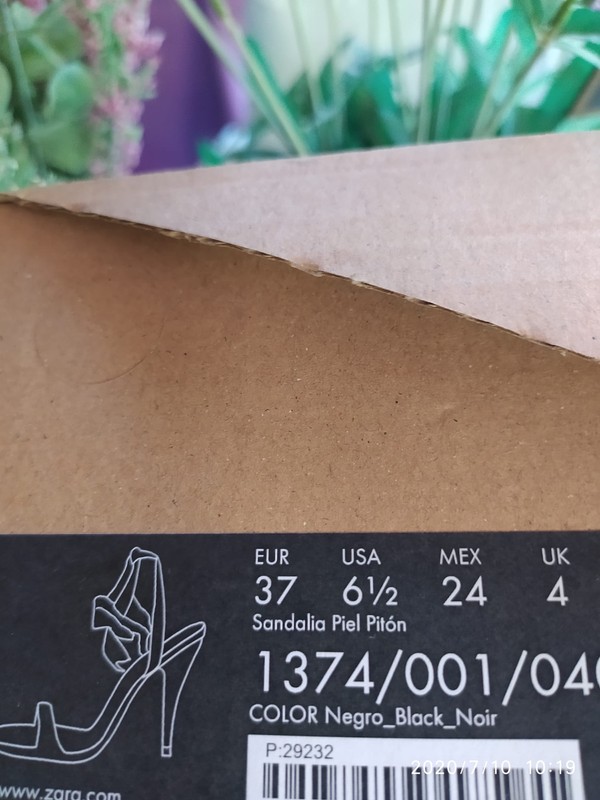 EUR USA MEX UK
37 6½ 24 4
Sandalia Piel Pitón
1374/001/04
COLOR Negro_Black_Noir
P:29232
2020/7/10 10:19
www.zara.com